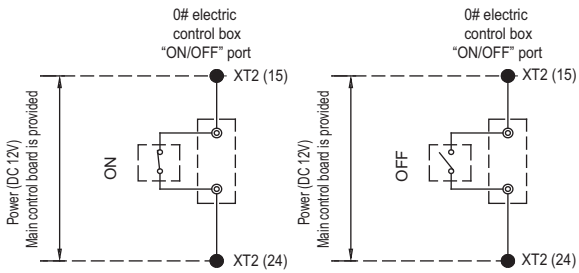 0# electric
control box
“ON/OFF” port
XT2 (15)
Power (DC 12V)
Main control board is provided
ON
XT2 (24)
0# electric
control box
“ON/OFF” port
XT2 (15)
Power (DC 12V)
Main control board is provided
OFF
XT2 (24)